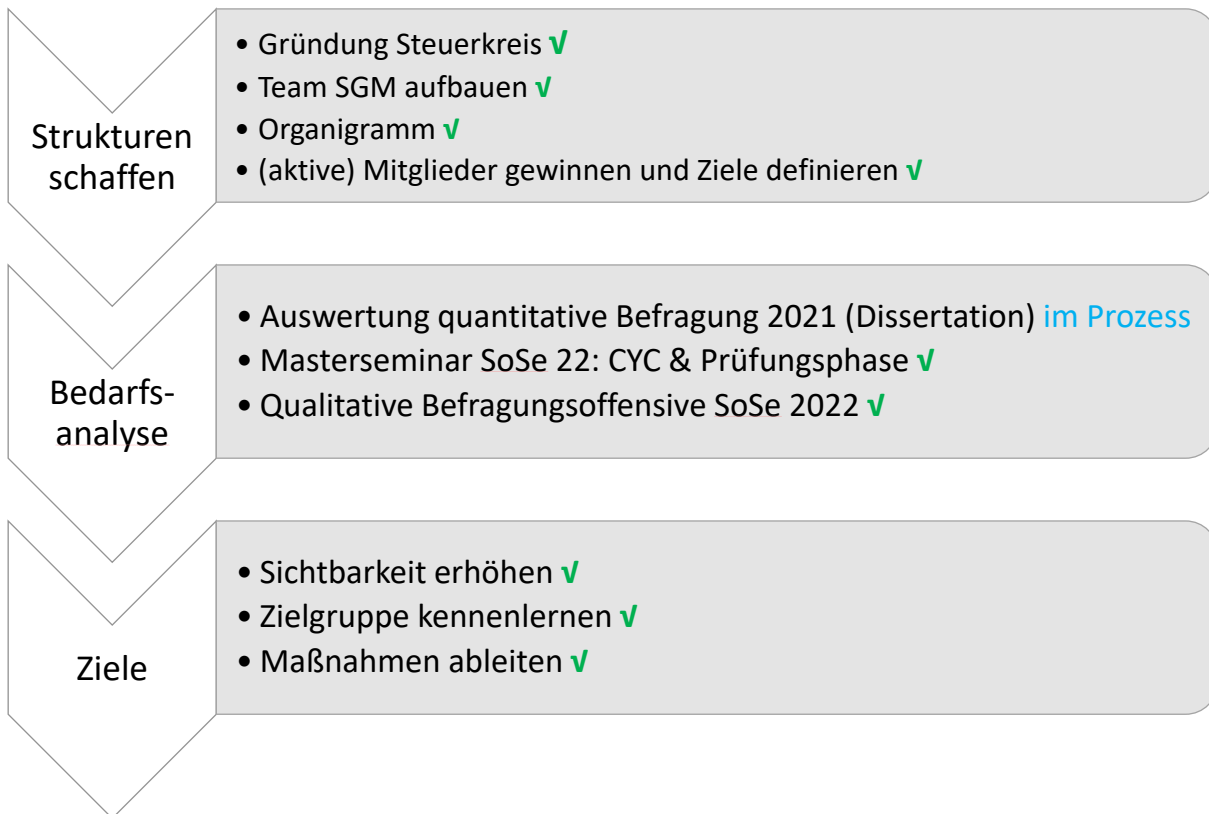 Strukturen
schaffen
• Gründung Steuerkreis √
• Team SGM aufbauen √
• Organigramm √
• (aktive) Mitglieder gewinnen und Ziele definieren √
Bedarfs-
analyse
• Auswertung quantitative Befragung 2021 (Dissertation) im Prozess
• Masterseminar SoSe 22: CYC & Prüfungsphase √
• Qualitative Befragungsoffensive SoSe 2022 √
Ziele
• Sichtbarkeit erhöhen √
• Zielgruppe kennenlernen √
• Maßnahmen ableiten √